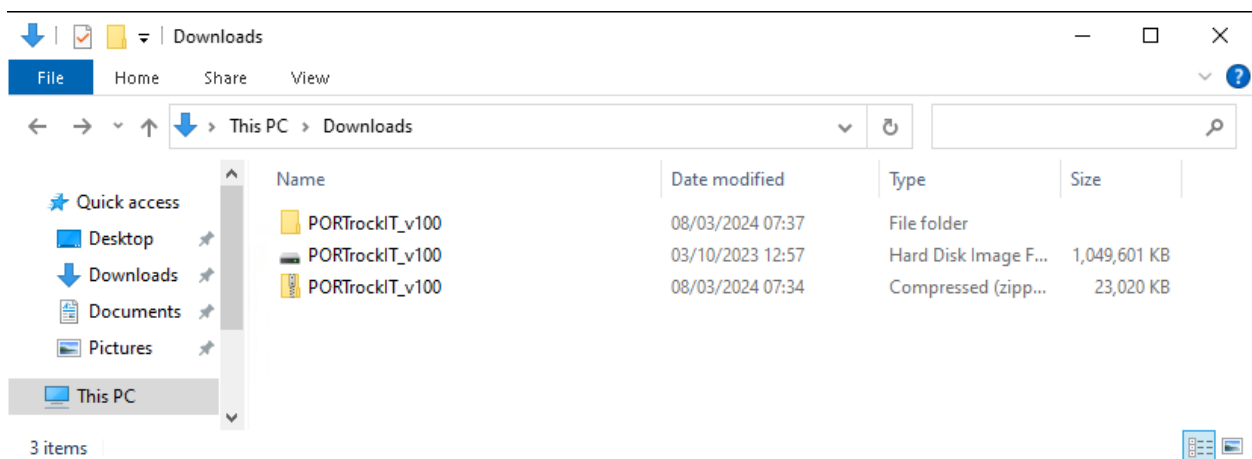 Downloads
File Home Share View
This PC Downloads
Name Date modified Type Size
Quick access
Desktop
Downloads
Documents
Pictures
This PC
PORTrockIT_v100 08/03/2024 07:37 File folder
PORTrockIT_v100 03/10/2023 12:57 Hard Disk Image F... 1,049,601 KB
PORTrockIT_v100 08/03/2024 07:34 Compressed (zipp... 23,020 KB
3 items